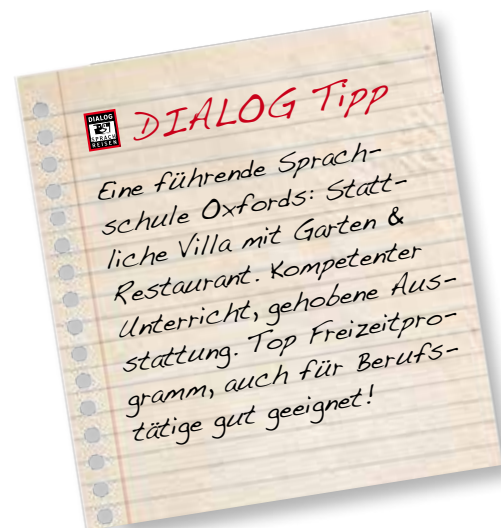 DIALOG
SPRACH
REISEN
DIALOG Tipp
Eine führende Sprach-
schule Oxfords: Statt-
liche Villa mit Garten &
Restaurant. Kompetenter
Unterricht, gehobene Aus-
stattung. Top Freizeitpro-
gramm, auch für Berufs-
tätige gut geeignet!